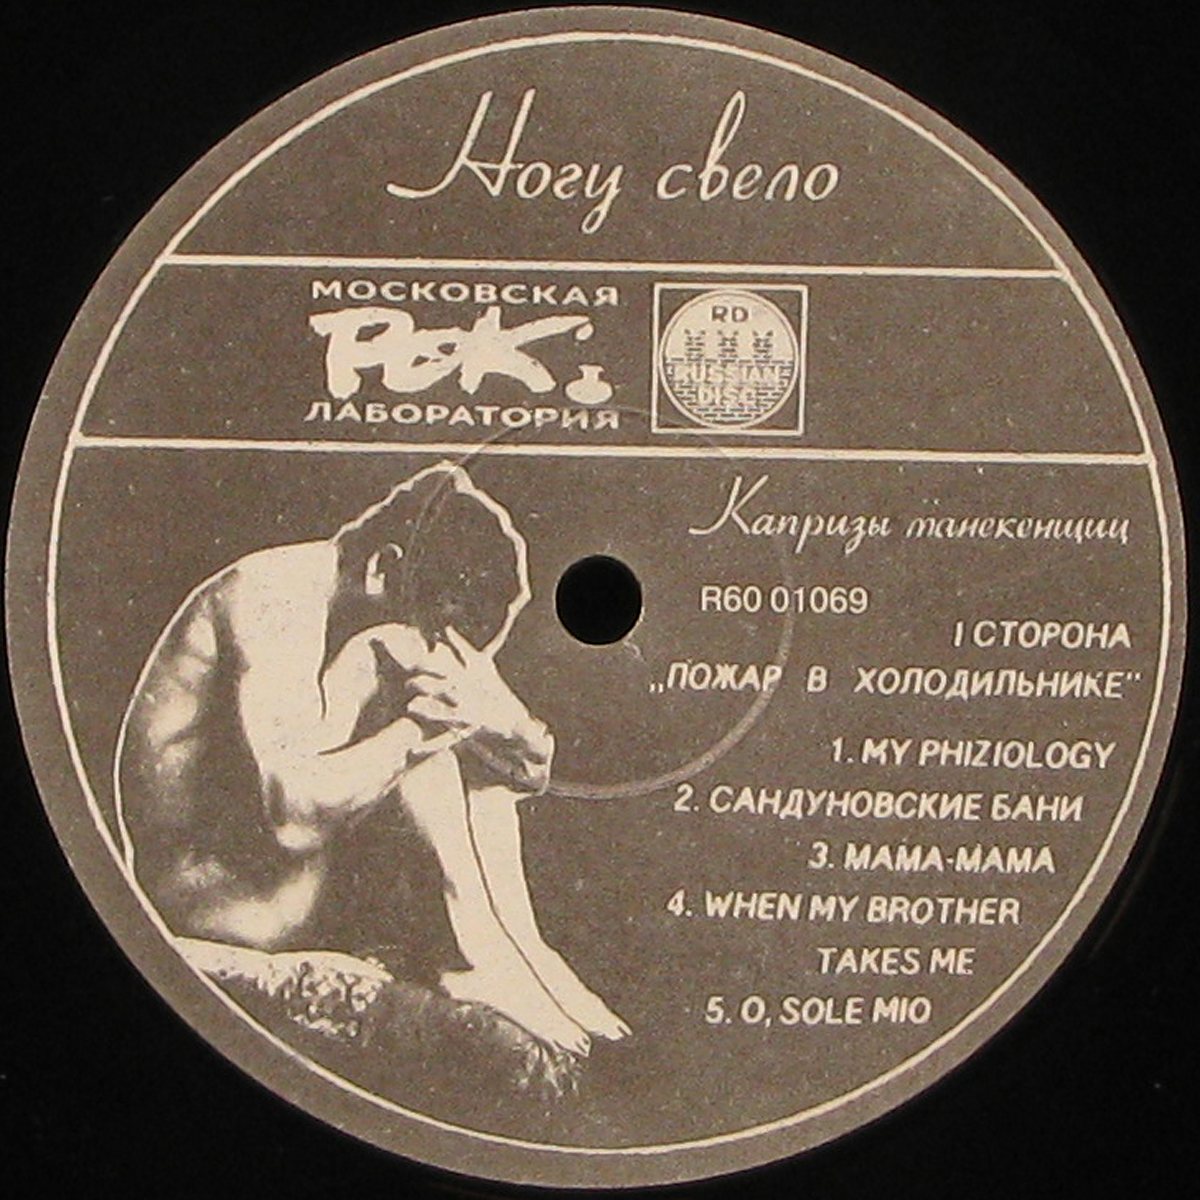 Ногу свело
МОСКОВСКАЯ
РОК
ЛАБОРАТОРИЯ
RD
RUSSIAN
DISC
Капризы манекенщиц
R60 01069
I СТОРОНА
„ПОЖАР В ХОЛОДИЛЬНИКЕ"
1. MY PHIZIOLOGY
2. САНДУНОВСКИЕ БАНИ
3. МАМА-МАМА
4. WHEN MY BROTHER
TAKES ME
5. O, SOLE MIO